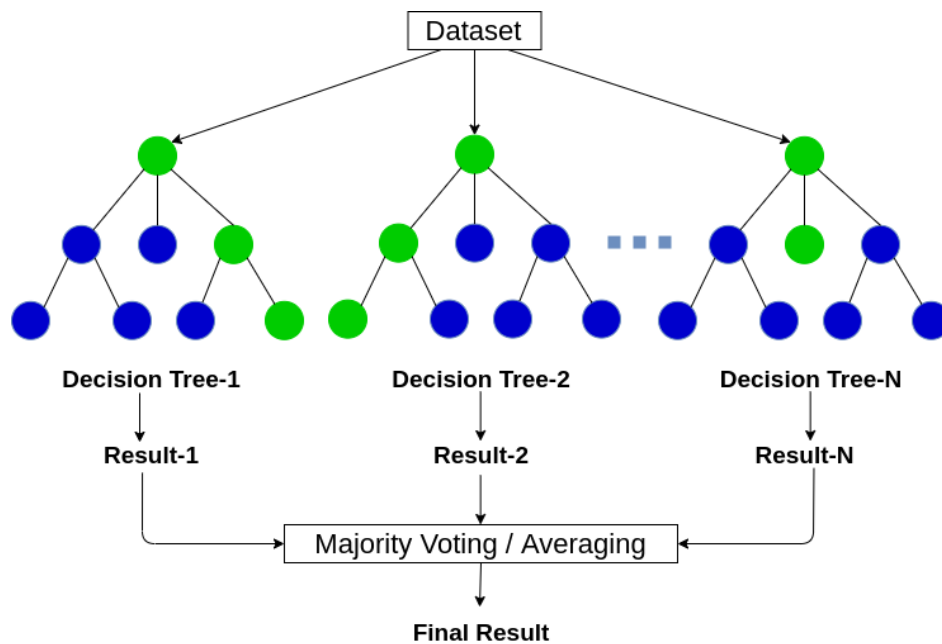 Dataset
Decision Tree-1
Decision Tree-2
Decision Tree-N
Result-1
Result-2
Result-N
Majority Voting / Averaging
Final Result